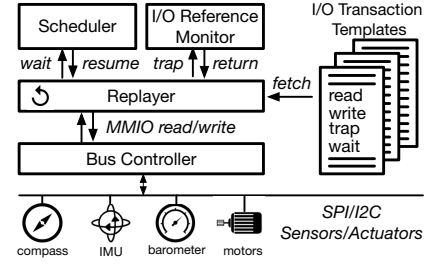 Scheduler
I/O Reference
Monitor
I/O Transaction
Templates
wait
resume
trap
return
fetch
Replayer
read
write
trap
wait
MMIO read/write
Bus Controller
SPI/I2C
Sensors/Actuators
compass
IMU
barometer
motors